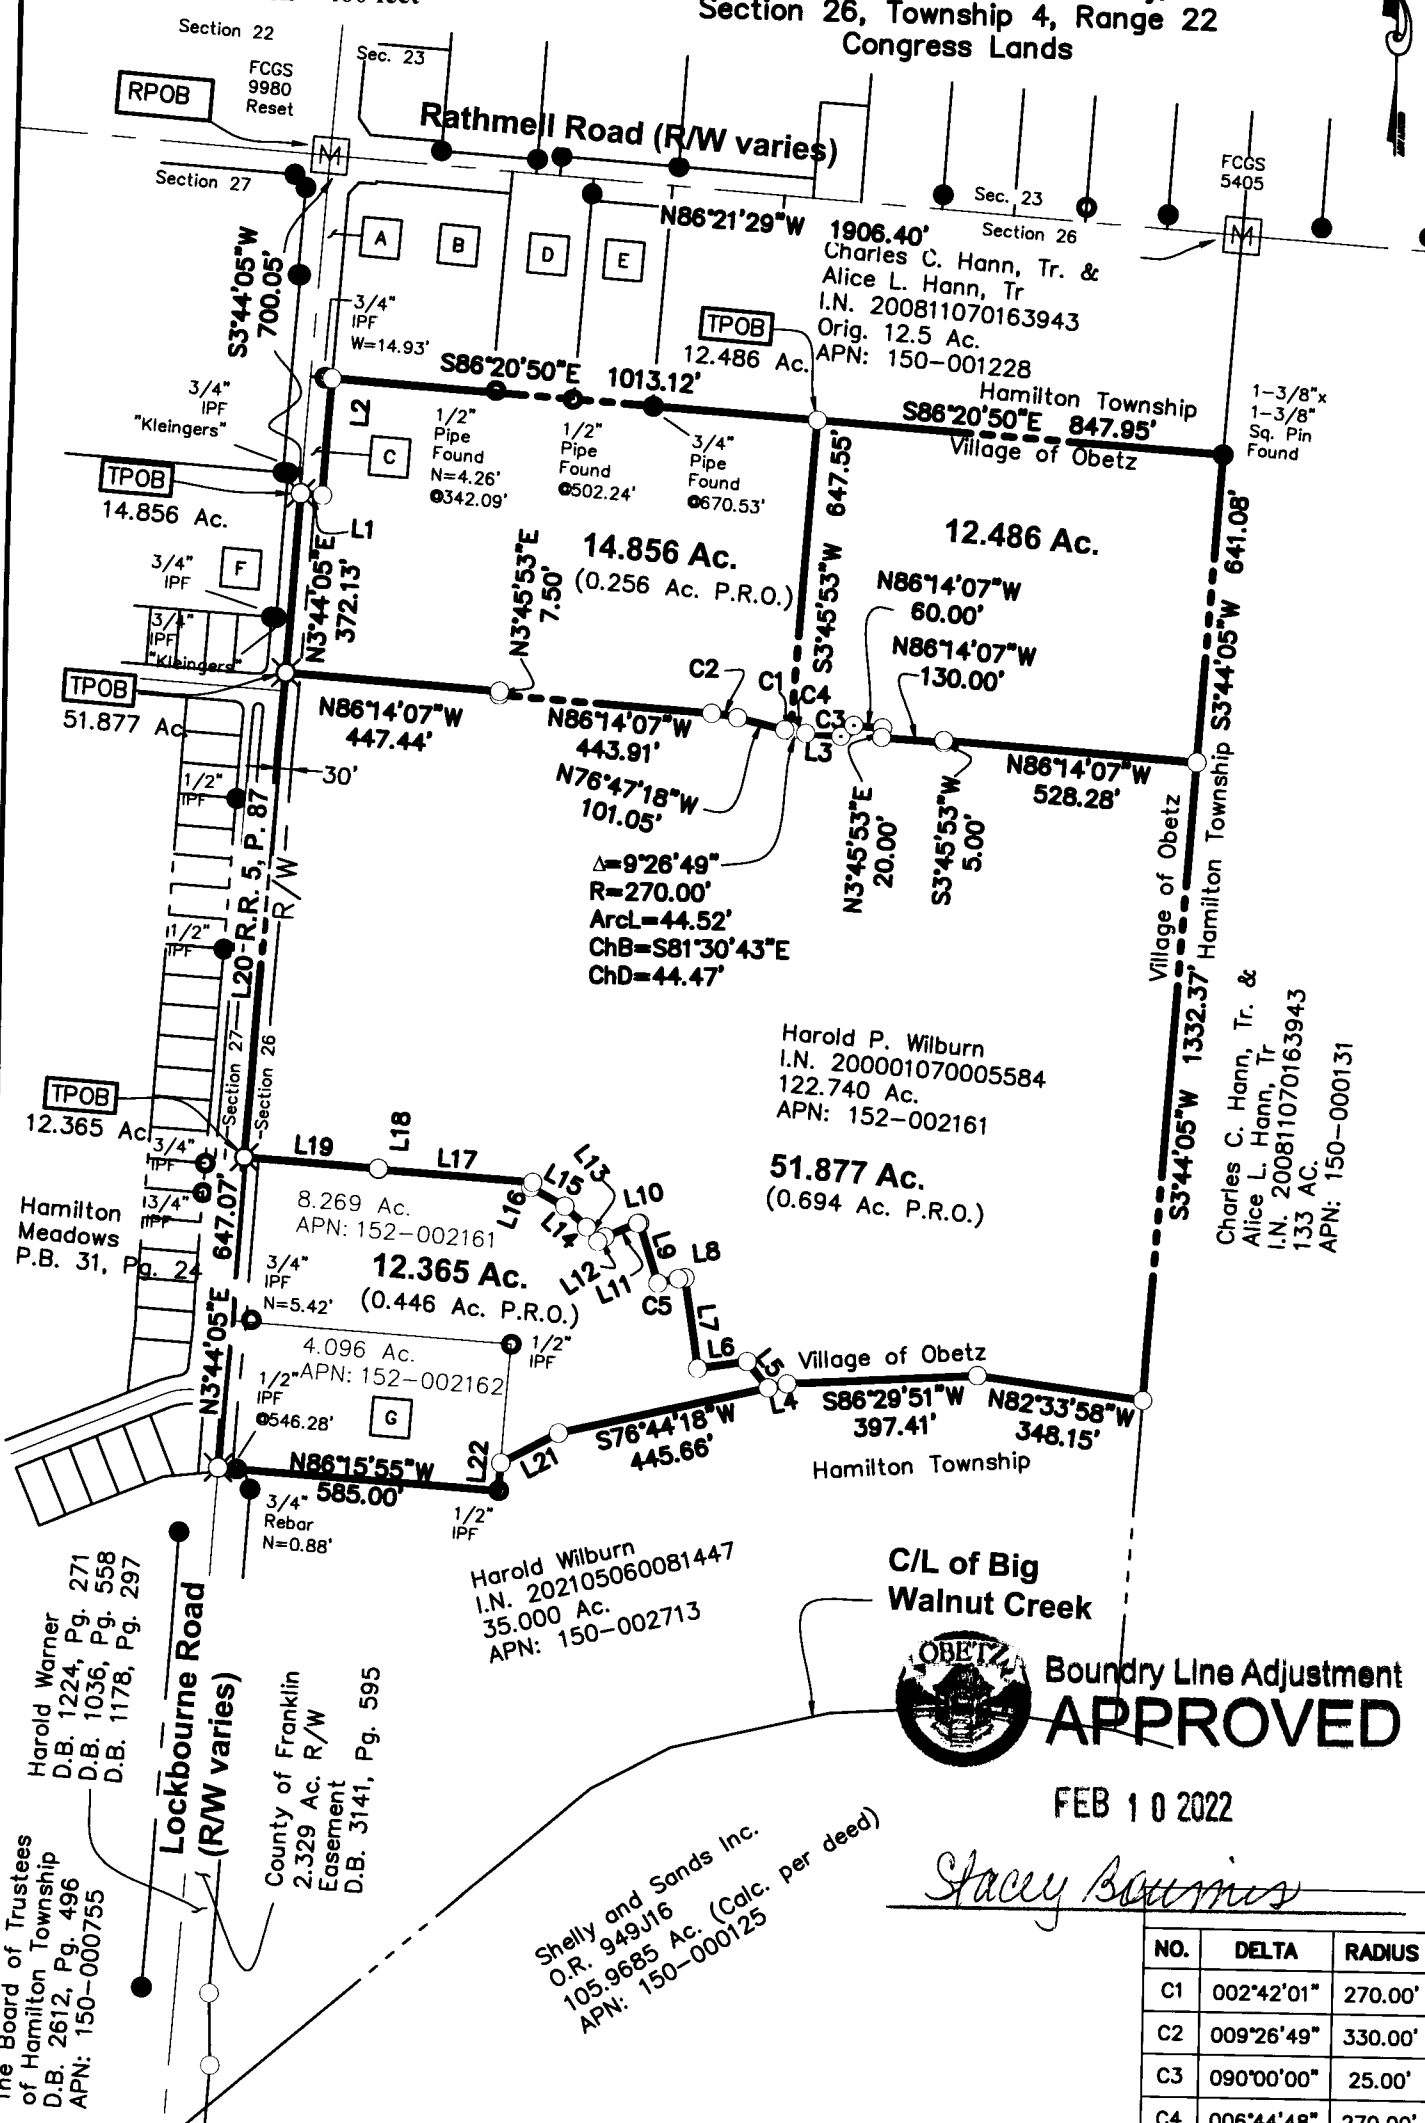 Section 26, Township 4, Range 22
Congress Lands
Section 22
Sec. 23
FCGS
9980
Reset
RPOB
Rathmell Road (R/W varies)
Section 27
FCGS
5405
Sec. 23
Section 26
N86°21'29"W 1906.40'
A
B
D
E
S3°44'05"W
700.05'
Charles C. Hann, Tr. &
Alice L. Hann, Tr
I.N. 200811070163943
Orig. 12.5 Ac.
APN: 150-001228
3/4"
IPF
W=14.93'
TPOB
12.486 Ac.
S86°20'50"E 1013.12'
Hamilton Township
S86°20'50"E 847.95'
Village of Obetz
1-3/8"x
1-3/8"
Sq. Pin
Found
3/4"
IPF
"Kleingers"
L2
C
1/2"
Pipe
Found
N=4.26'
@342.09'
1/2"
Pipe
Found
@502.24'
3/4"
Pipe
Found
@670.53'
TPOB
14.856 Ac.
L1
S3°45'53"W 647.55'
S3°44'05"W 641.08'
14.856 Ac.
(0.256 Ac. P.R.O.)
12.486 Ac.
F
3/4"
IPF
3/4"
IPF
"Kleingers"
N3°44'05"E
372.13'
N3°45'53"E
7.50'
N86°14'07"W
60.00'
N86°14'07"W
130.00'
TPOB
51.877 Ac.
C2
C1
C4
C3
L3
N86°14'07"W
447.44'
N86°14'07"W
443.91'
N76°47'18"W
101.05'
N86°14'07"W
528.28'
30'
1/2"
IPF
Δ=9°26'49"
R=270.00'
ArcL=44.52'
ChB=S81°30'43"E
ChD=44.47'
N3°45'53"E
20.00'
S3°45'53"W
5.00'
Village of Obetz
Hamilton Township
L20
R.R. 5, P. 87
R/W
1/2"
IPF
Section 27
Section 26
S3°44'05"W 1332.37'
Charles C. Hann, Tr. &
Alice L. Hann, Tr
I.N. 200811070163943
133 AC.
APN: 150-000131
Harold P. Wilburn
I.N. 200001070005584
122.740 Ac.
APN: 152-002161
51.877 Ac.
(0.694 Ac. P.R.O.)
TPOB
12.365 Ac.
3/4"
IPF
3/4"
IPF
Hamilton
Meadows
P.B. 31, Pg. 24
L19
L18
L17
L16
L15
L14
L13
L12
L11
L10
L9
L8
C5
L7
L6
L5
L4
8.269 Ac.
APN: 152-002161
12.365 Ac.
(0.446 Ac. P.R.O.)
3/4"
IPF
N=5.42'
N3°44'05"E 647.07'
4.096 Ac.
APN: 152-002162
1/2"
IPF
1/2"
IPF
@546.28'
G
Village of Obetz
S86°29'51"W
397.41'
N82°33'58"W
348.15'
Hamilton Township
S76°44'18"W
445.66'
L21
L22
N86°15'55"W
585.00'
3/4"
Rebar
N=0.88'
1/2"
IPF
Harold Wilburn
I.N. 202105060081447
35.000 Ac.
APN: 150-002713
C/L of Big
Walnut Creek
Harold Warner
D.B. 1224, Pg. 271
D.B. 1036, Pg. 558
D.B. 1178, Pg. 297
Lockbourne Road
(R/W varies)
County of Franklin
2.329 Ac. R/W
Easement
D.B. 3141, Pg. 595
The Board of Trustees
of Hamilton Township
D.B. 2612, Pg. 496
APN: 150-000755
Shelly and Sands Inc.
O.R. 949J16
105.9685 Ac. (Calc. per deed)
APN: 150-000125
OBETZ
Boundry Line Adjustment
APPROVED
FEB 10 2022
NO. DELTA RADIUS
C1 002°42'01" 270.00'
C2 009°26'49" 330.00'
C3 090°00'00" 25.00'
C4 006°44'48" 270.00'